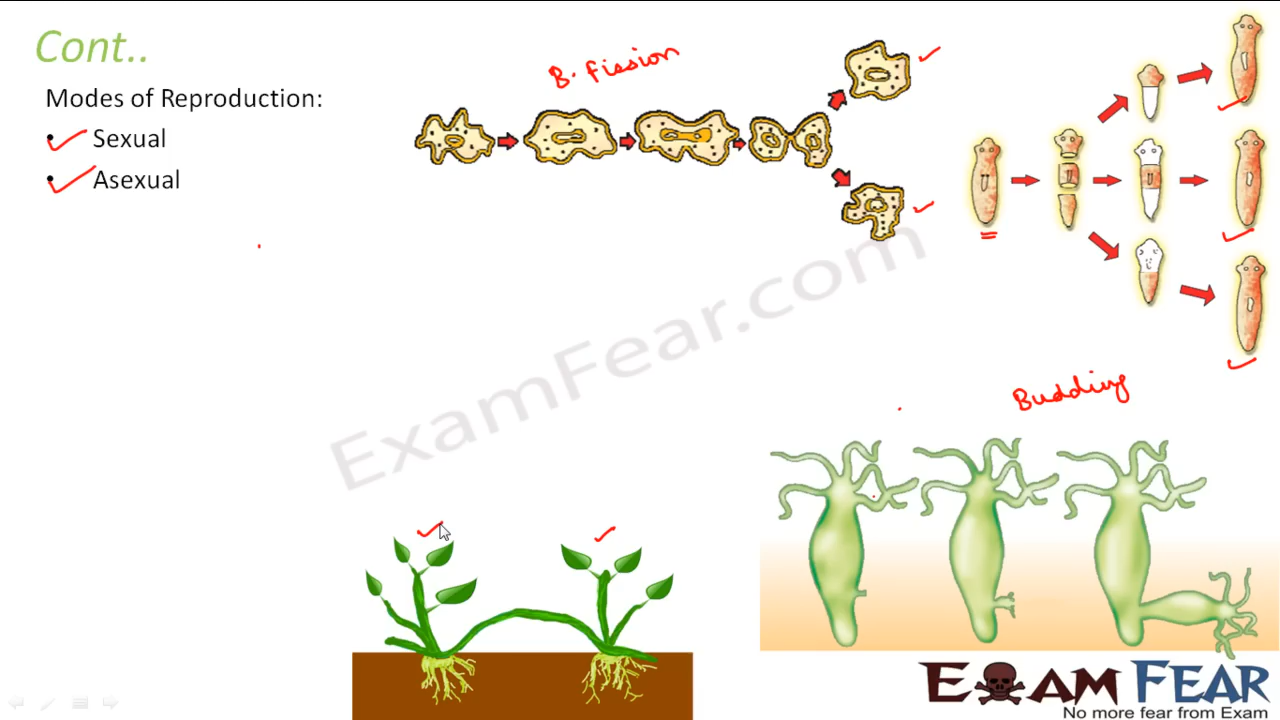 Cont..
Modes of Reproduction:
• Sexual
• Asexual
B. Fission
Budding
ExamFear.com
EXAM FEAR
No more fear from Exam